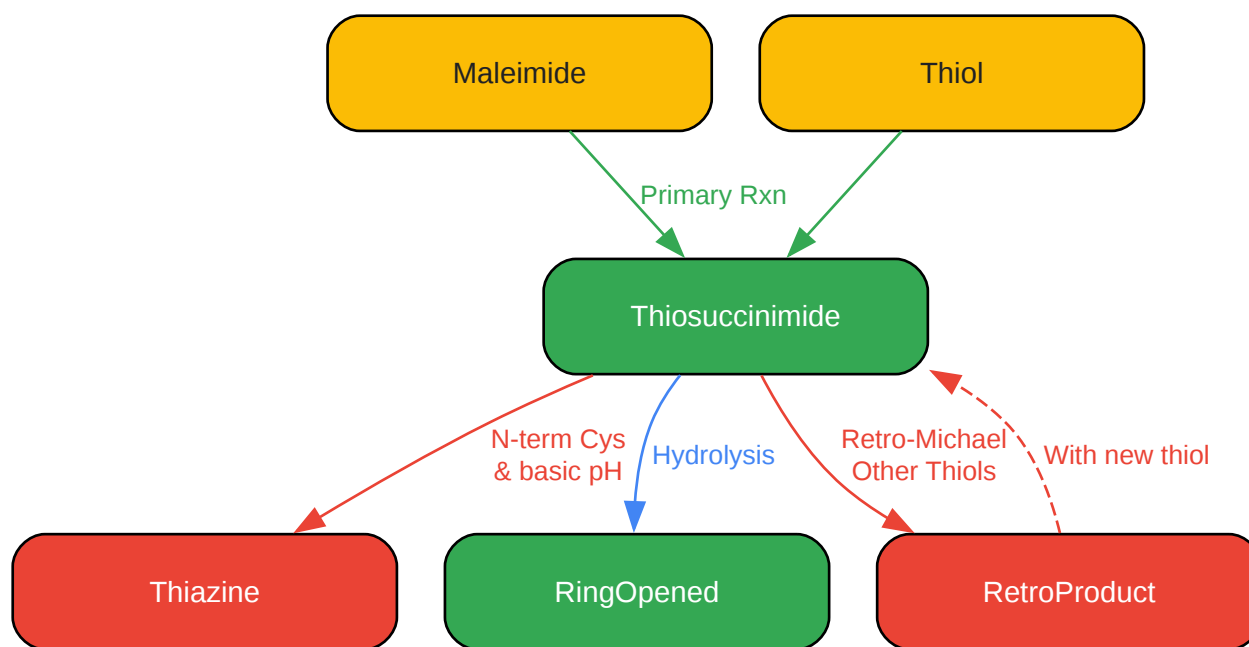 Maleimide
Thiol
Primary Rxn
Thiosuccinimide
N-term Cys
& basic pH
Hydrolysis
Retro-Michael
Other Thiols
With new thiol
Thiazine
RingOpened
RetroProduct